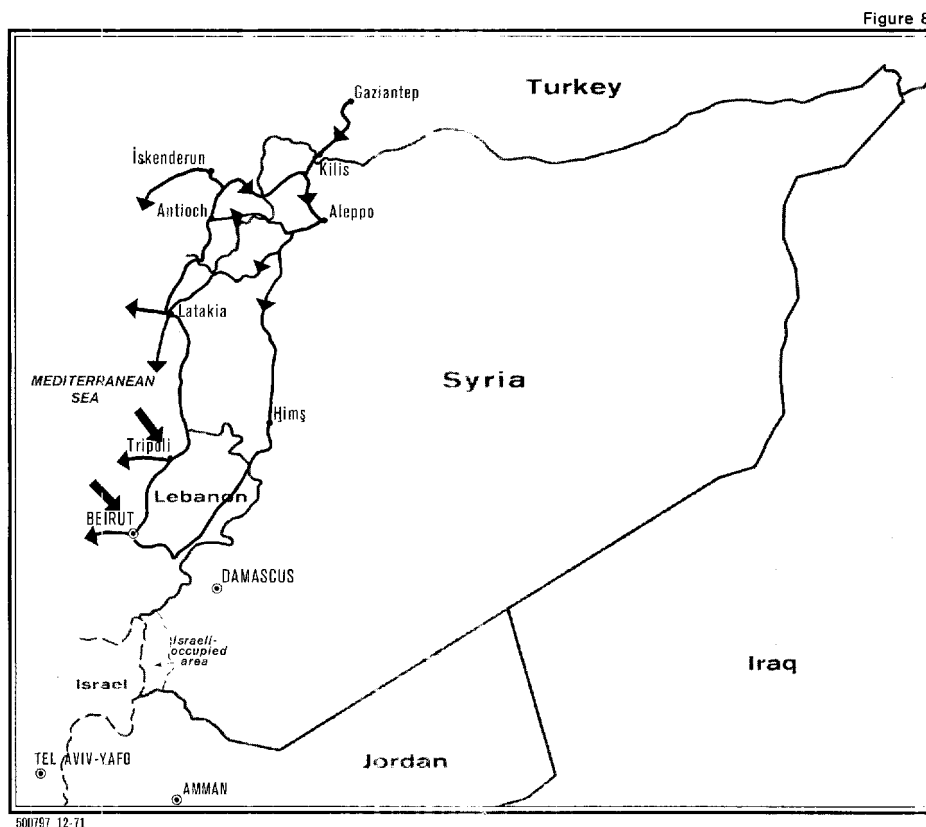 Figure 8
Turkey
Gaziantep
İskenderun
Kilis
Antioch
Aleppo
Latakia
MEDITERRANEAN
SEA
Syria
Ḩimş
Tripoli
Lebanon
BEIRUT
DAMASCUS
Israeli-
occupied
area
Israel
Iraq
TEL AVIV-YAFO
Jordan
AMMAN
500797 12-71